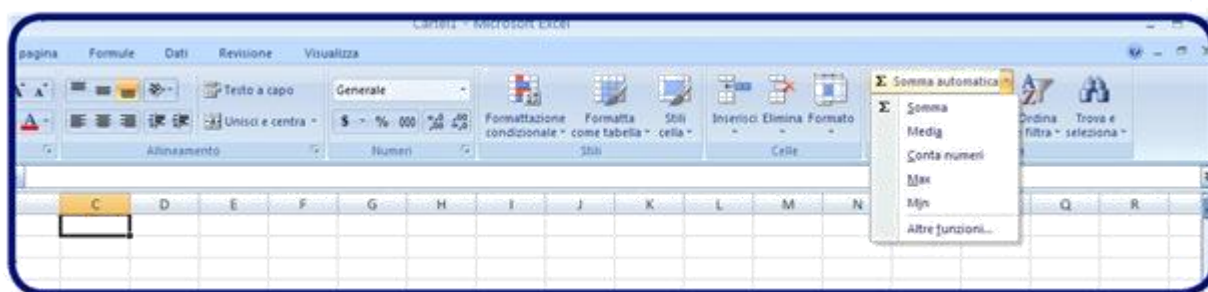 Cartel1 - Microsoft Excel
pagina Formule Dati Revisione Visualizza
Testo a capo Generale Σ Somma automatica
A Unisci e centra $ % 000 Formattazione condizionale Formatta come tabella Stili cella Inserisci Elimina Formato Ordina filtra Trova e seleziona
Allineamento Numeri Stili Celle
Σ Somma
Media
Conta numeri
Max
Min
Altre funzioni...
C D E F G H I J K L M N Q R